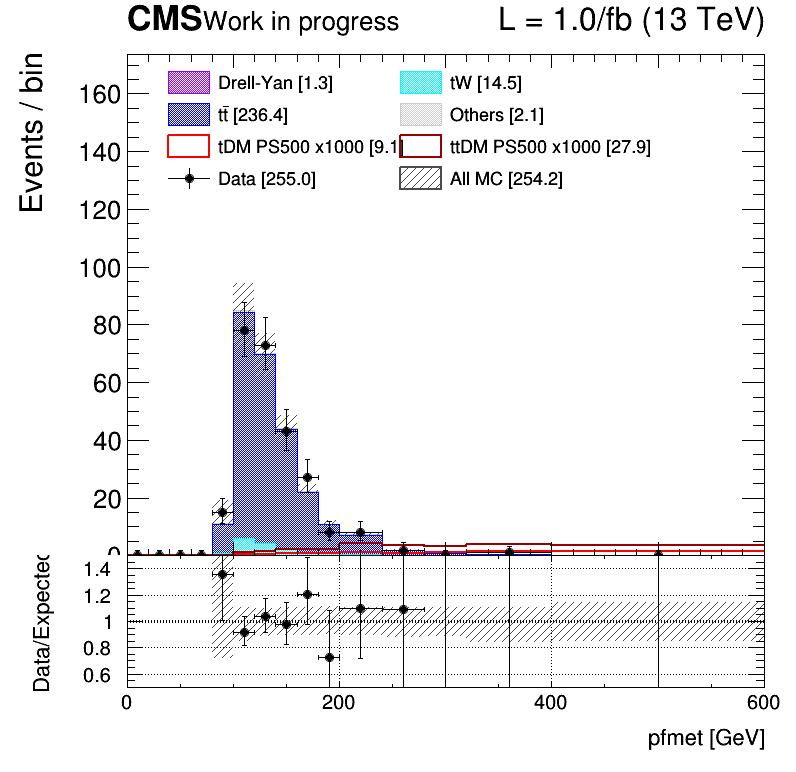 CMS Work in progress L = 1.0/fb (13 TeV)
Events / bin
Drell-Yan [1.3] tW [14.5]
tt̄ [236.4] Others [2.1]
tDM PS500 x1000 [9.1 ttDM PS500 x1000 [27.9]
Data [255.0] All MC [254.2]
160
140
120
100
80
60
40
20
0
Data/Expected
1.4
1.2
1
0.8
0.6
0 200 400 600
pfmet [GeV]